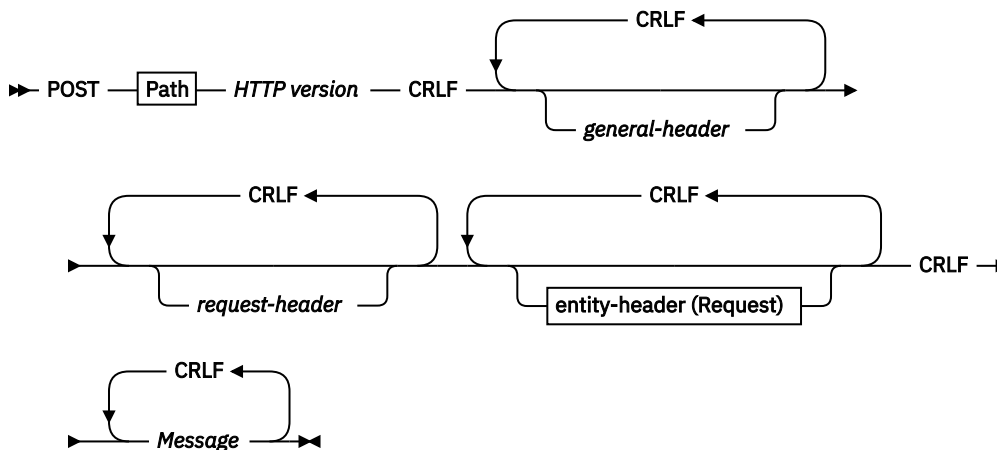 CRLF
POST Path HTTP version CRLF
general-header
CRLF CRLF
CRLF
request-header entity-header (Request)
CRLF
Message